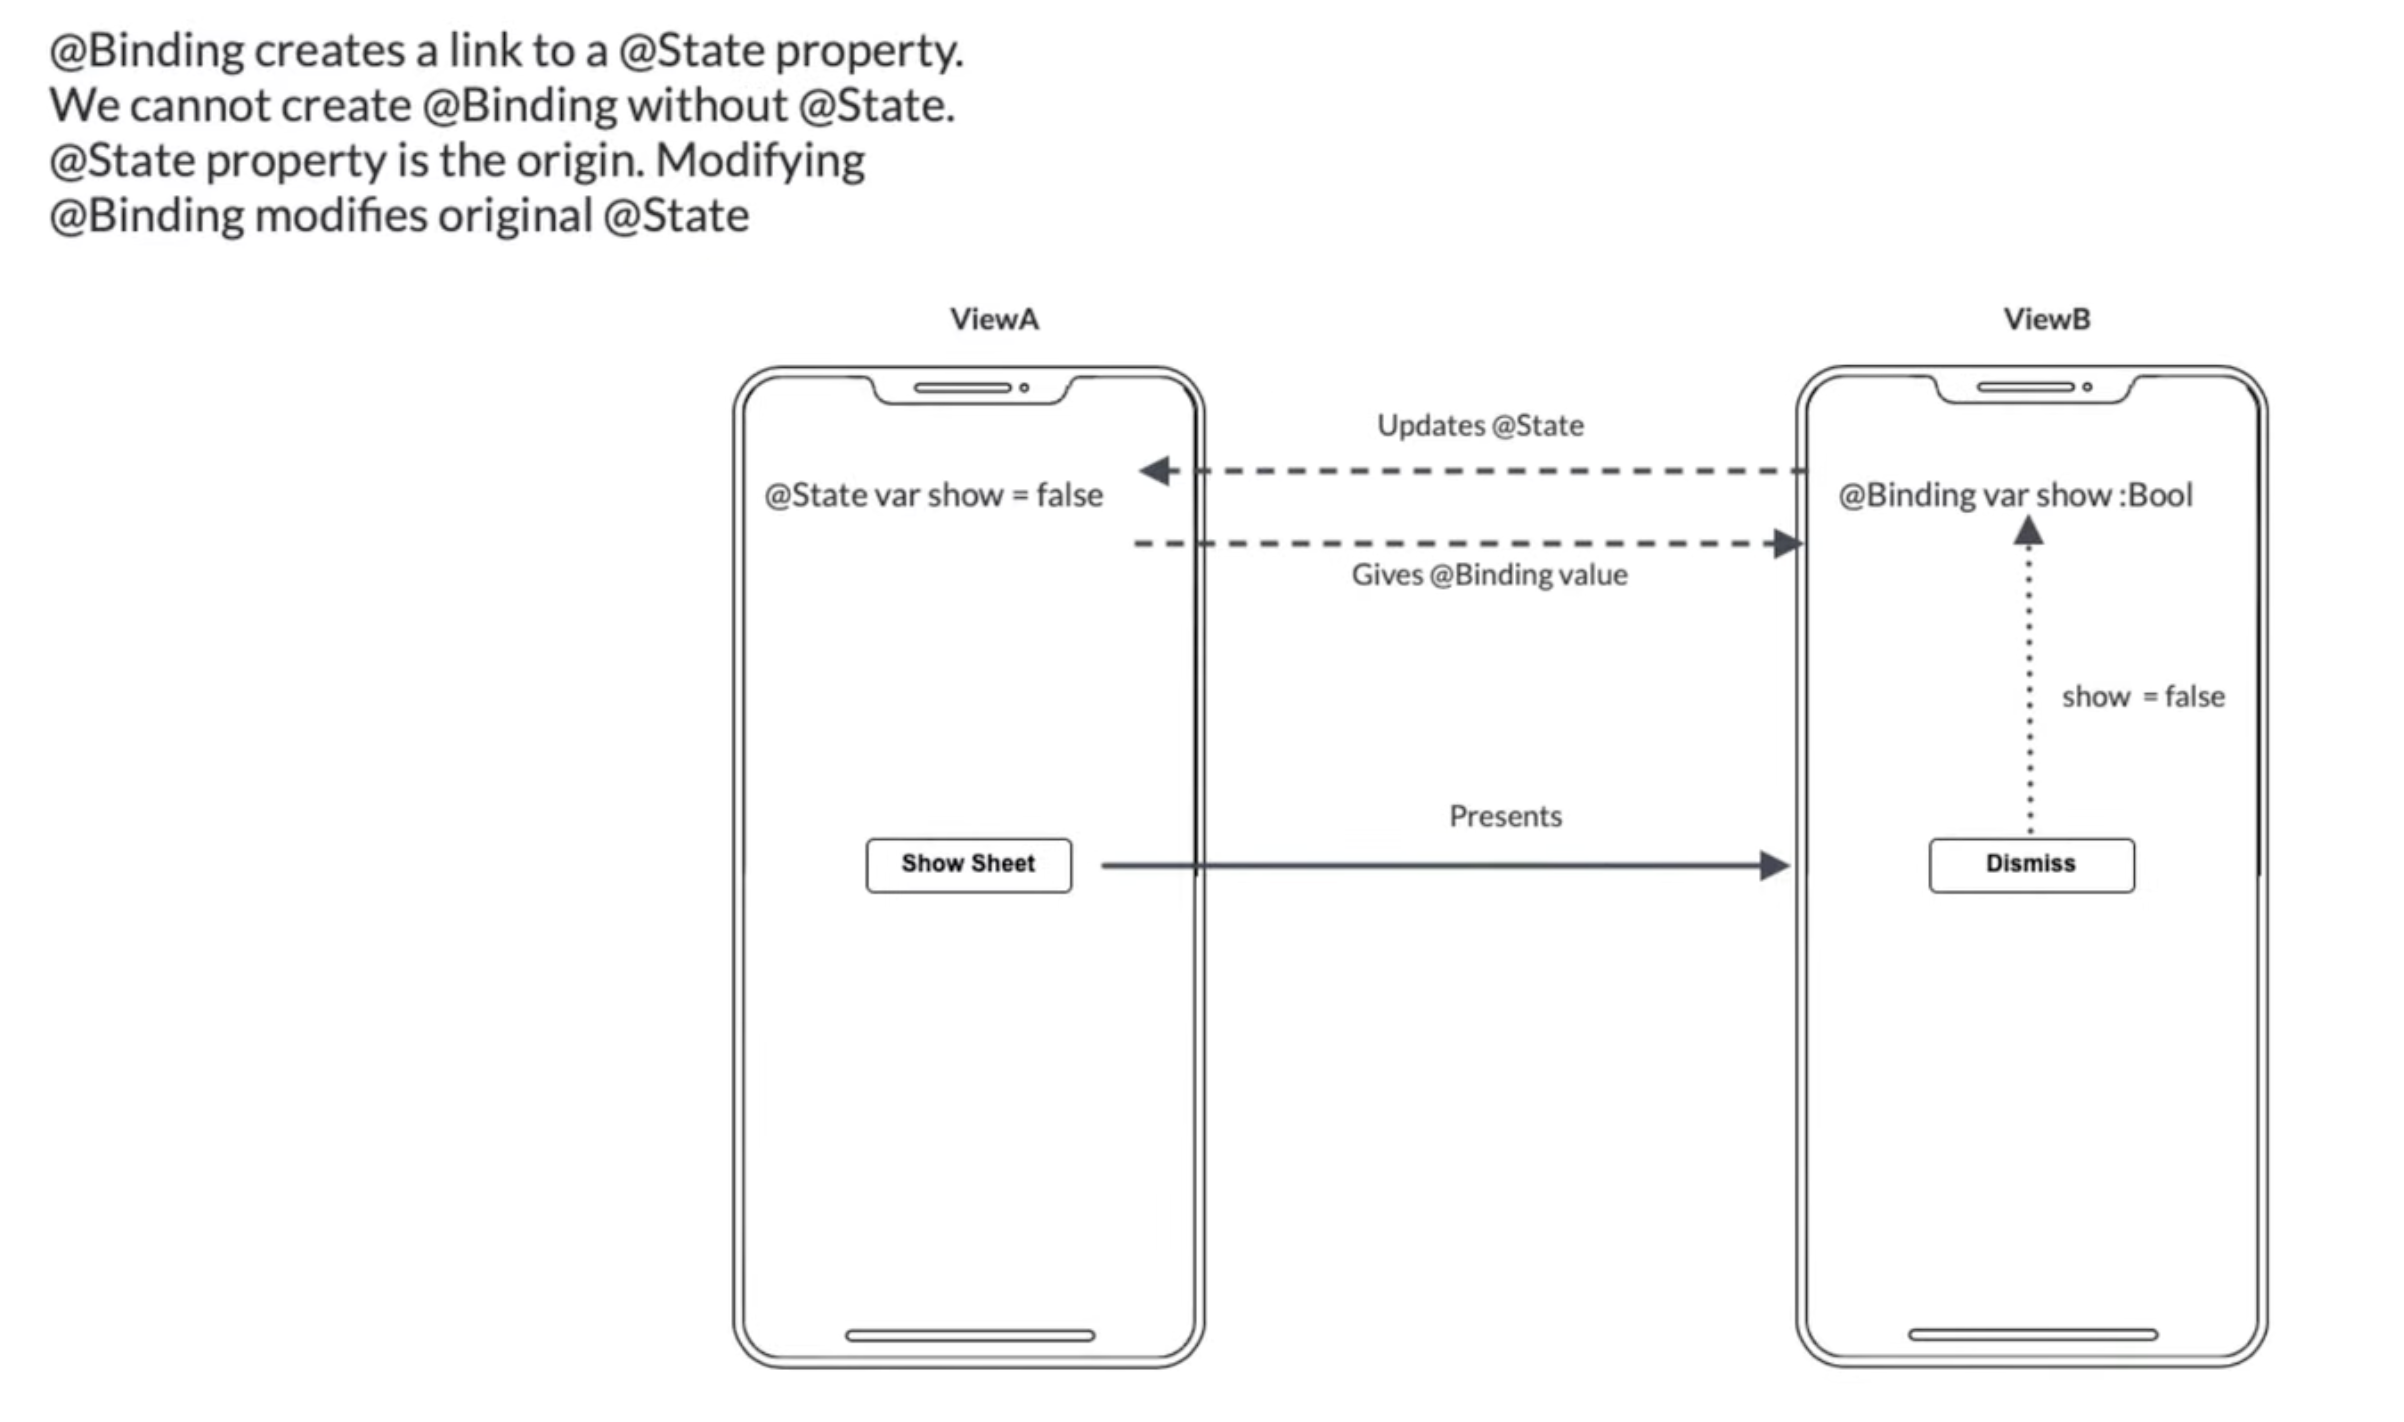 @Binding creates a link to a @State property.
We cannot create @Binding without @State.
@State property is the origin. Modifying
@Binding modifies original @State
ViewA
ViewB
Updates @State
@State var show = false
@Binding var show :Bool
Gives @Binding value
show = false
Presents
Show Sheet
Dismiss